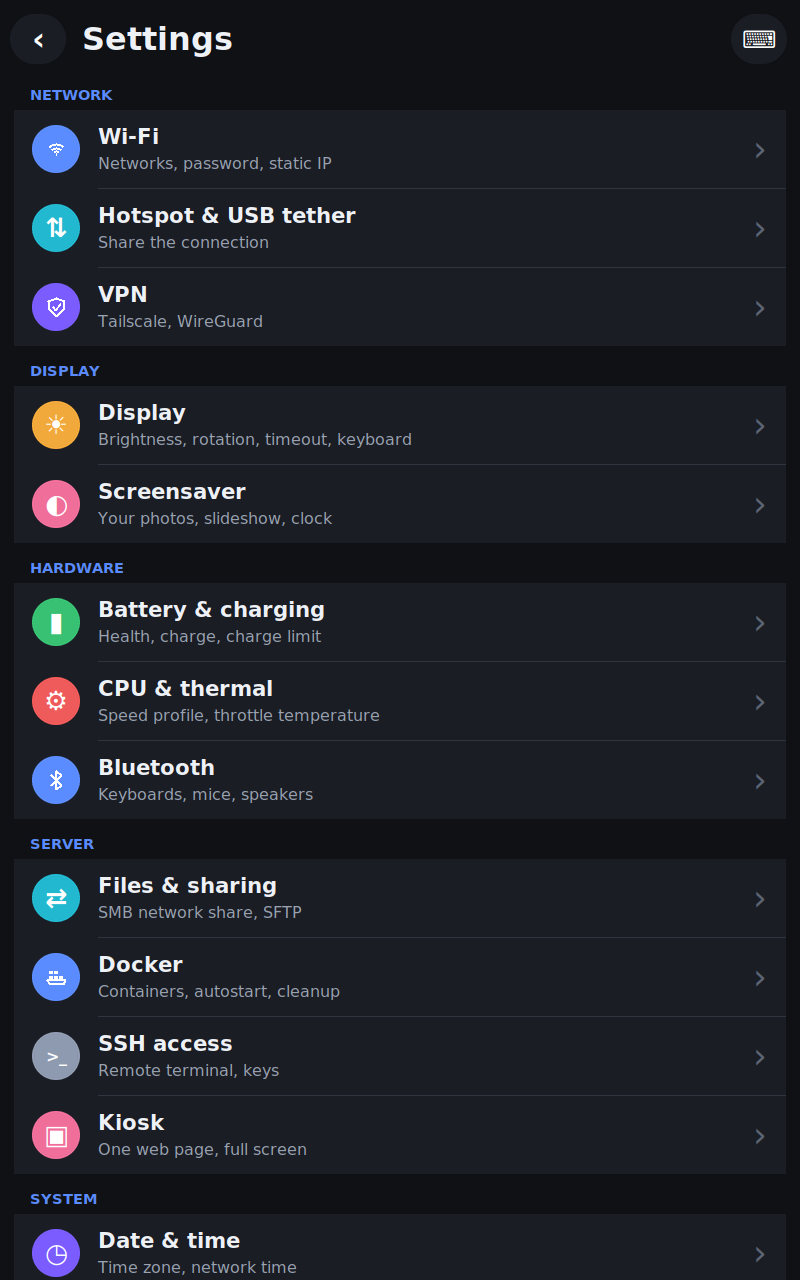 Settings
NETWORK
Wi-Fi
Networks, password, static IP
Hotspot & USB tether
Share the connection
VPN
Tailscale, WireGuard
DISPLAY
Display
Brightness, rotation, timeout, keyboard
Screensaver
Your photos, slideshow, clock
HARDWARE
Battery & charging
Health, charge, charge limit
CPU & thermal
Speed profile, throttle temperature
Bluetooth
Keyboards, mice, speakers
SERVER
Files & sharing
SMB network share, SFTP
Docker
Containers, autostart, cleanup
>_
SSH access
Remote terminal, keys
Kiosk
One web page, full screen
SYSTEM
Date & time
Time zone, network time